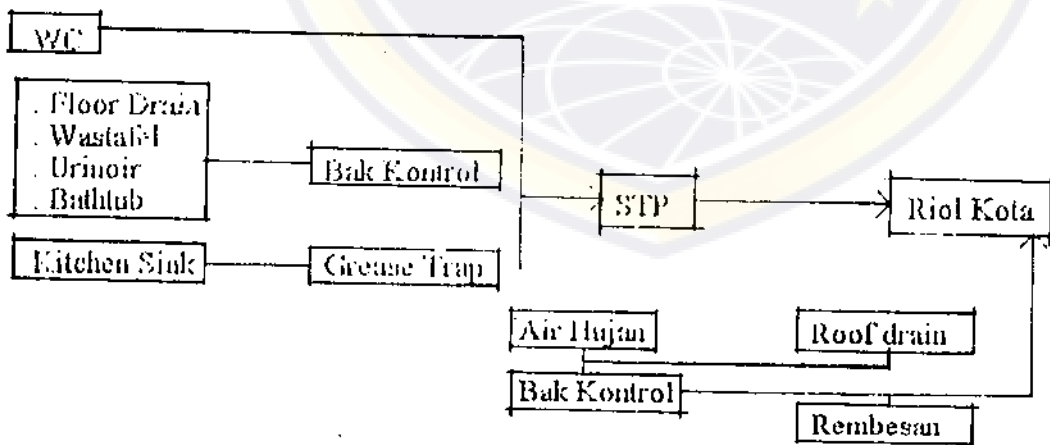 WC
. Floor Drain
. Wastafel
. Urinoir
. Bathtub
Bak Kontrol
STP
Riol Kota
Kitchen Sink
Grease Trap
Air Hujan
Roof drain
Bak Kontrol
Rembesan